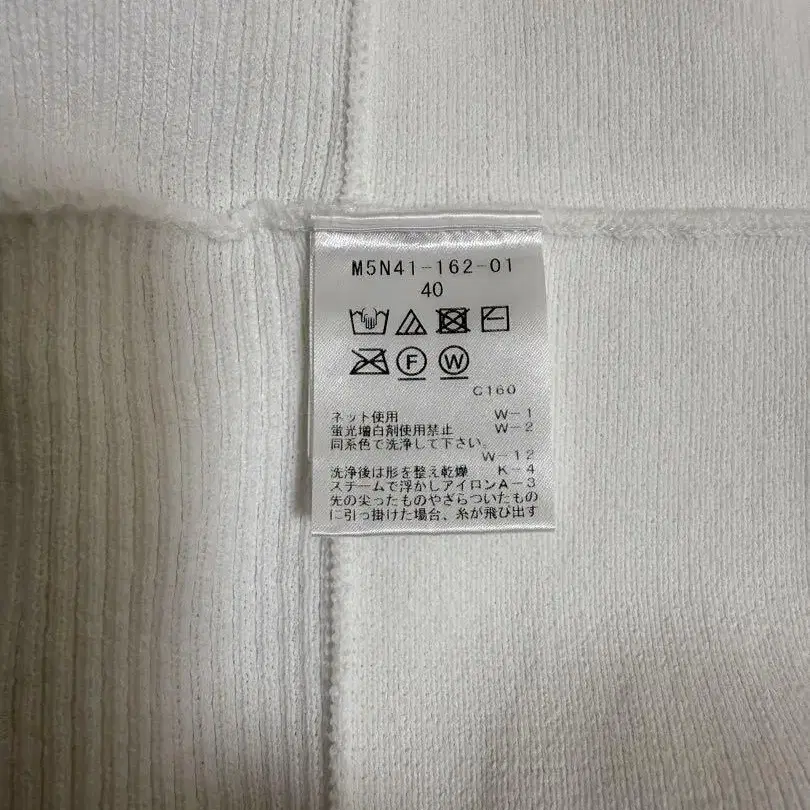 M5N41-162-01
40
F W
C160
ネット使用 W-1
蛍光増白剤使用禁止 W-2
同系色で洗浄して下さい。
W-12
洗浄後は形を整え乾燥 K-4
スチームで浮かしアイロン A-3
先の尖ったものやざらついたもの
に引っ掛けた場合、糸が飛び出す